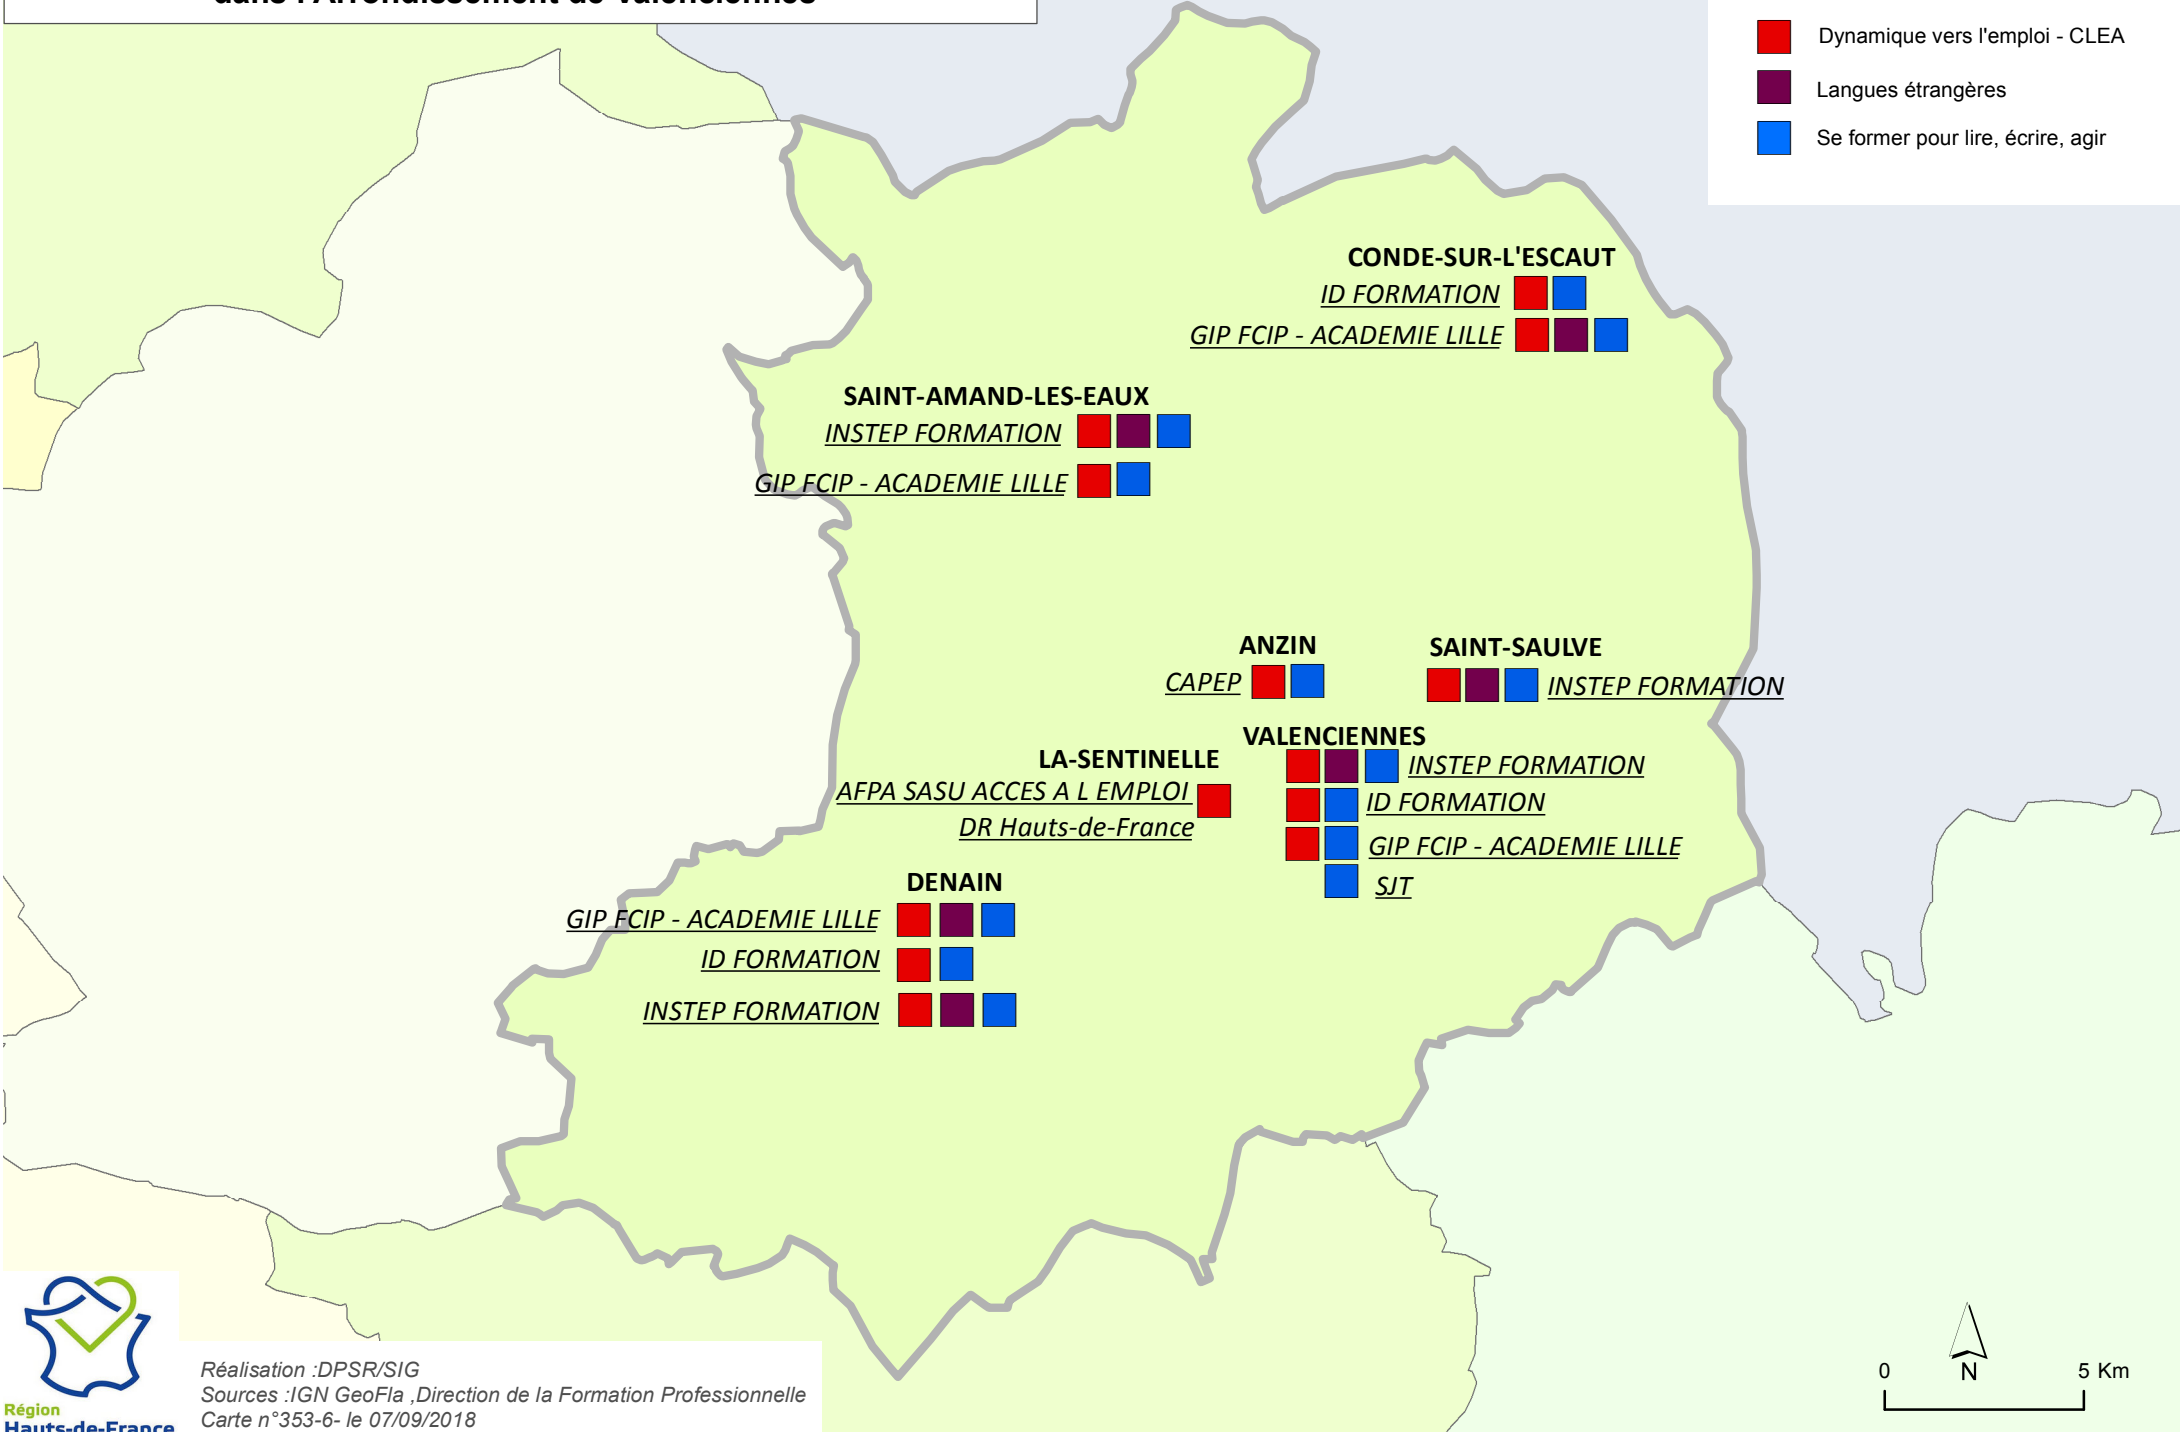 dans l'Arrondissement de Valenciennes
Dynamique vers l'emploi - CLEA
Langues étrangères
Se former pour lire, écrire, agir
CONDE-SUR-L'ESCAUT
ID FORMATION
GIP FCIP - ACADEMIE LILLE
SAINT-AMAND-LES-EAUX
INSTEP FORMATION
GIP FCIP - ACADEMIE LILLE
ANZIN
CAPEP
SAINT-SAULVE
INSTEP FORMATION
VALENCIENNES
INSTEP FORMATION
ID FORMATION
GIP FCIP - ACADEMIE LILLE
SJT
LA-SENTINELLE
AFPA SASU ACCES A L EMPLOI
DR Hauts-de-France
DENAIN
GIP FCIP - ACADEMIE LILLE
ID FORMATION
INSTEP FORMATION
Région
Hauts-de-France
Réalisation :DPSR/SIG
Sources :IGN GeoFla ,Direction de la Formation Professionnelle
Carte n°353-6- le 07/09/2018
N
0 5 Km